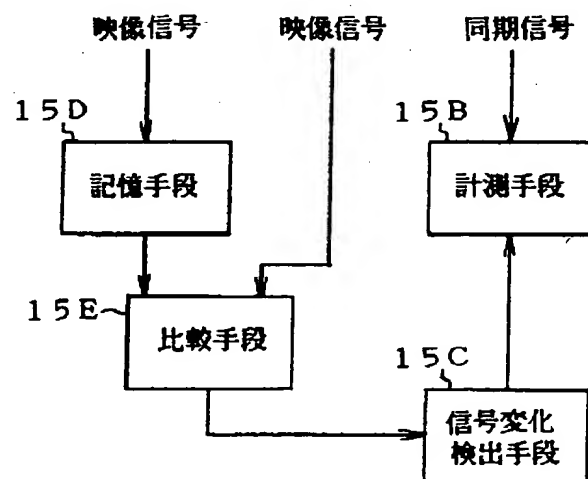 映像信号 映像信号 同期信号
15D 15B
記憶手段 計測手段
15E
比較手段
15C
信号変化
検出手段